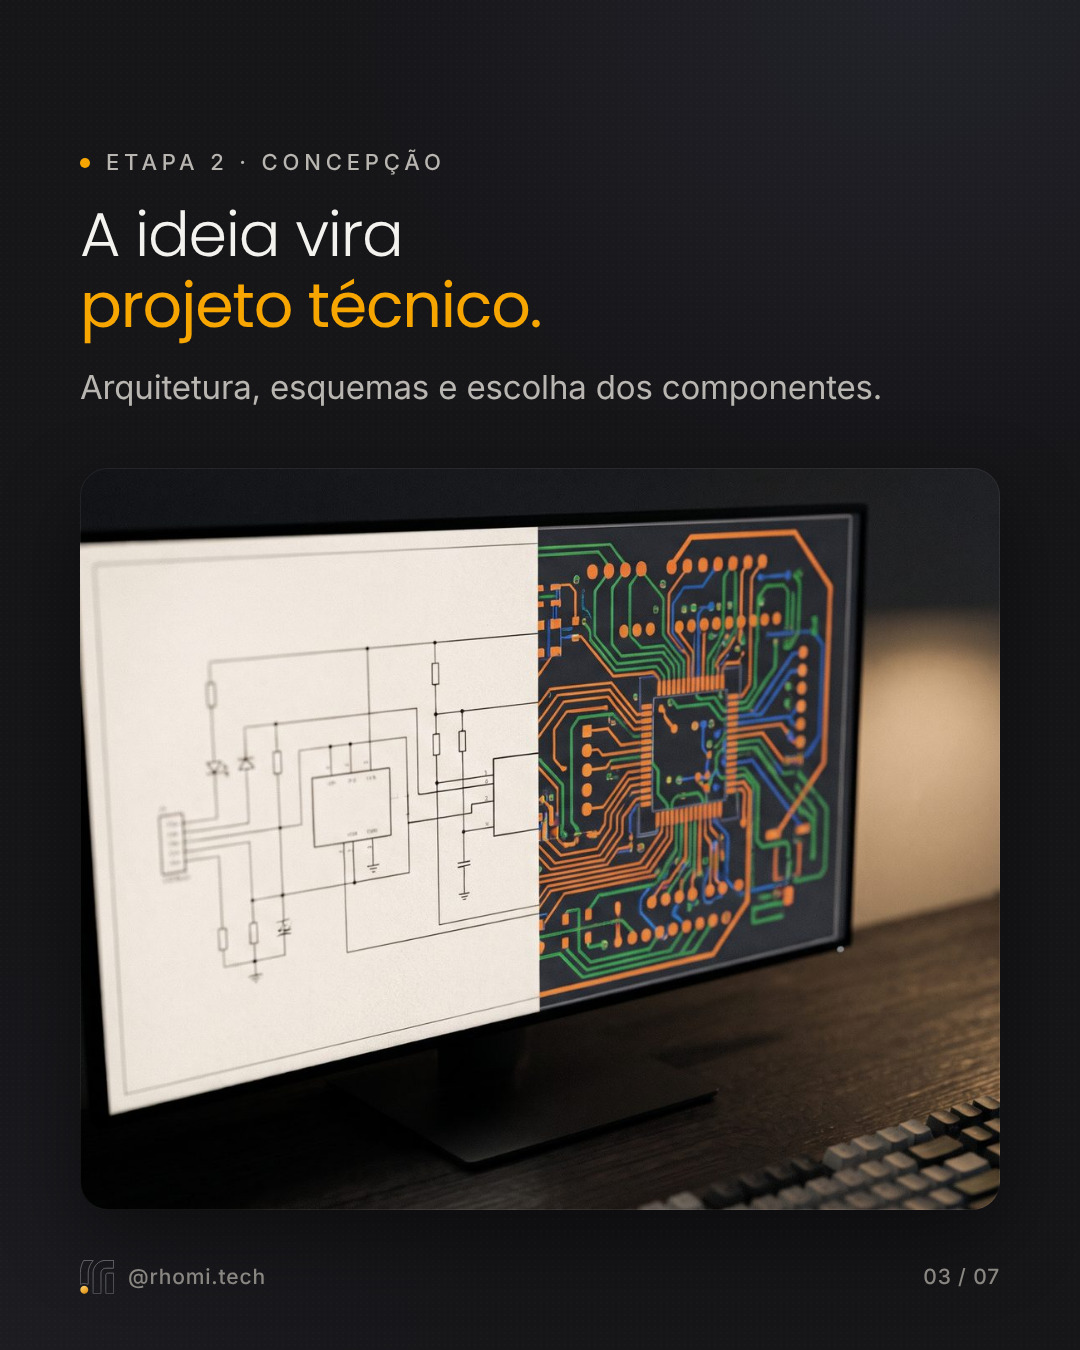 ETAPA 2 · CONCEPÇÃO
A ideia vira
projeto técnico.
Arquitetura, esquemas e escolha dos componentes.
@rhomi.tech
03 / 07